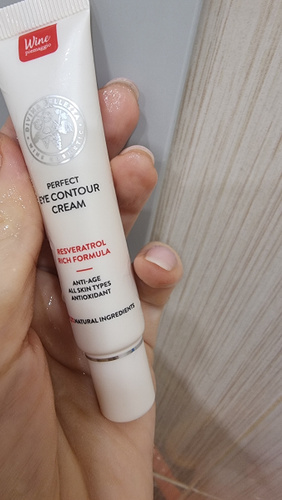 Wine
PERFECT
EYE CONTOUR
CREAM
RESVERATROL
RICH FORMULA
ANTI-AGE
ALL SKIN TYPES
ANTIOXIDANT
NATURAL INGREDIENTS